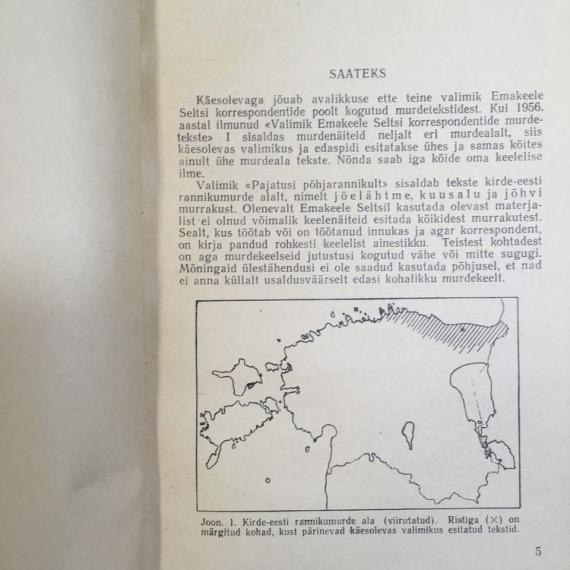 SAATEKS
Käesolevaga jõuab avalikkuse ette teine valimik Emakeele
Seltsi korrespondentide poolt kogutud murdetekstidest. Kui 1956.
aastal ilmunud «Valimik Emakeele Seltsi korrespondentide murde-
tekste» I sisaldas murdenäiteid neljalt eri murdealalt, siis
käesolevas valimikus ja edaspidi esitatakse ühes ja samas köites
ainult ühe murdeala tekste. Nõnda saab iga köide oma keelelise
ilme.
Valimik «Pajatusi põhjarannikult» sisaldab tekste kirde-eesti
rannikumurde alalt, nimelt jõelähtme, kuusalu ja jõhvi
murrakust. Olenevalt Emakeele Seltsil kasutada olevast materja-
list ei olnud võimalik keelenäiteid esitada kõikidest murrakutest.
Sealt, kus töötab või on töötanud innukas ja agar korrespondent,
on kirja pandud rohkesti keelelist ainestikku. Teistest kohtadest
on aga murdekeelseid jutustusi kogutud vähe või mitte sugugi.
Mõningaid ülestähendusi ei ole saadud kasutada põhjusel, et nad
ei anna küllalt usaldusväärselt edasi kohalikku murdekeelt.
Joon. 1. Kirde-eesti rannikumurde ala (viirutatud). Ristiga (×) on
märgitud kohad, kust pärinevad käesolevas valimikus esitatud tekstid.
5